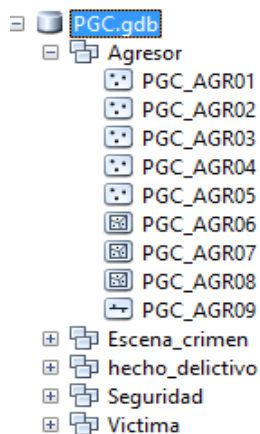 PGC.gdb
Agresor
PGC_AGR01
PGC_AGR02
PGC_AGR03
PGC_AGR04
PGC_AGR05
PGC_AGR06
PGC_AGR07
PGC_AGR08
PGC_AGR09
Escena_crimen
hecho_delictivo
Seguridad
Victima